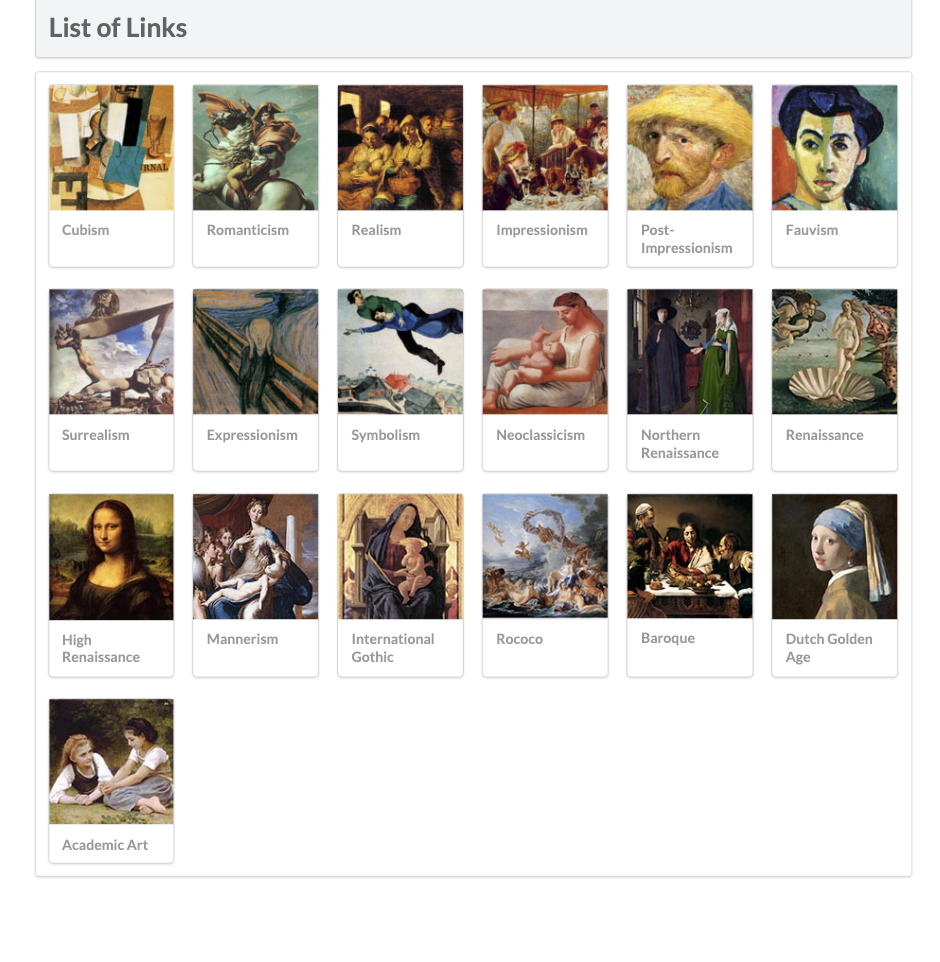 List of Links
RNAL
Cubism
Romanticism
Realism
Impressionism
Post-
Impressionism
Fauvism
Surrealism
Expressionism
Symbolism
Neoclassicism
Northern
Renaissance
Renaissance
High
Renaissance
Mannerism
International
Gothic
Rococo
Baroque
Dutch Golden
Age
Academic Art